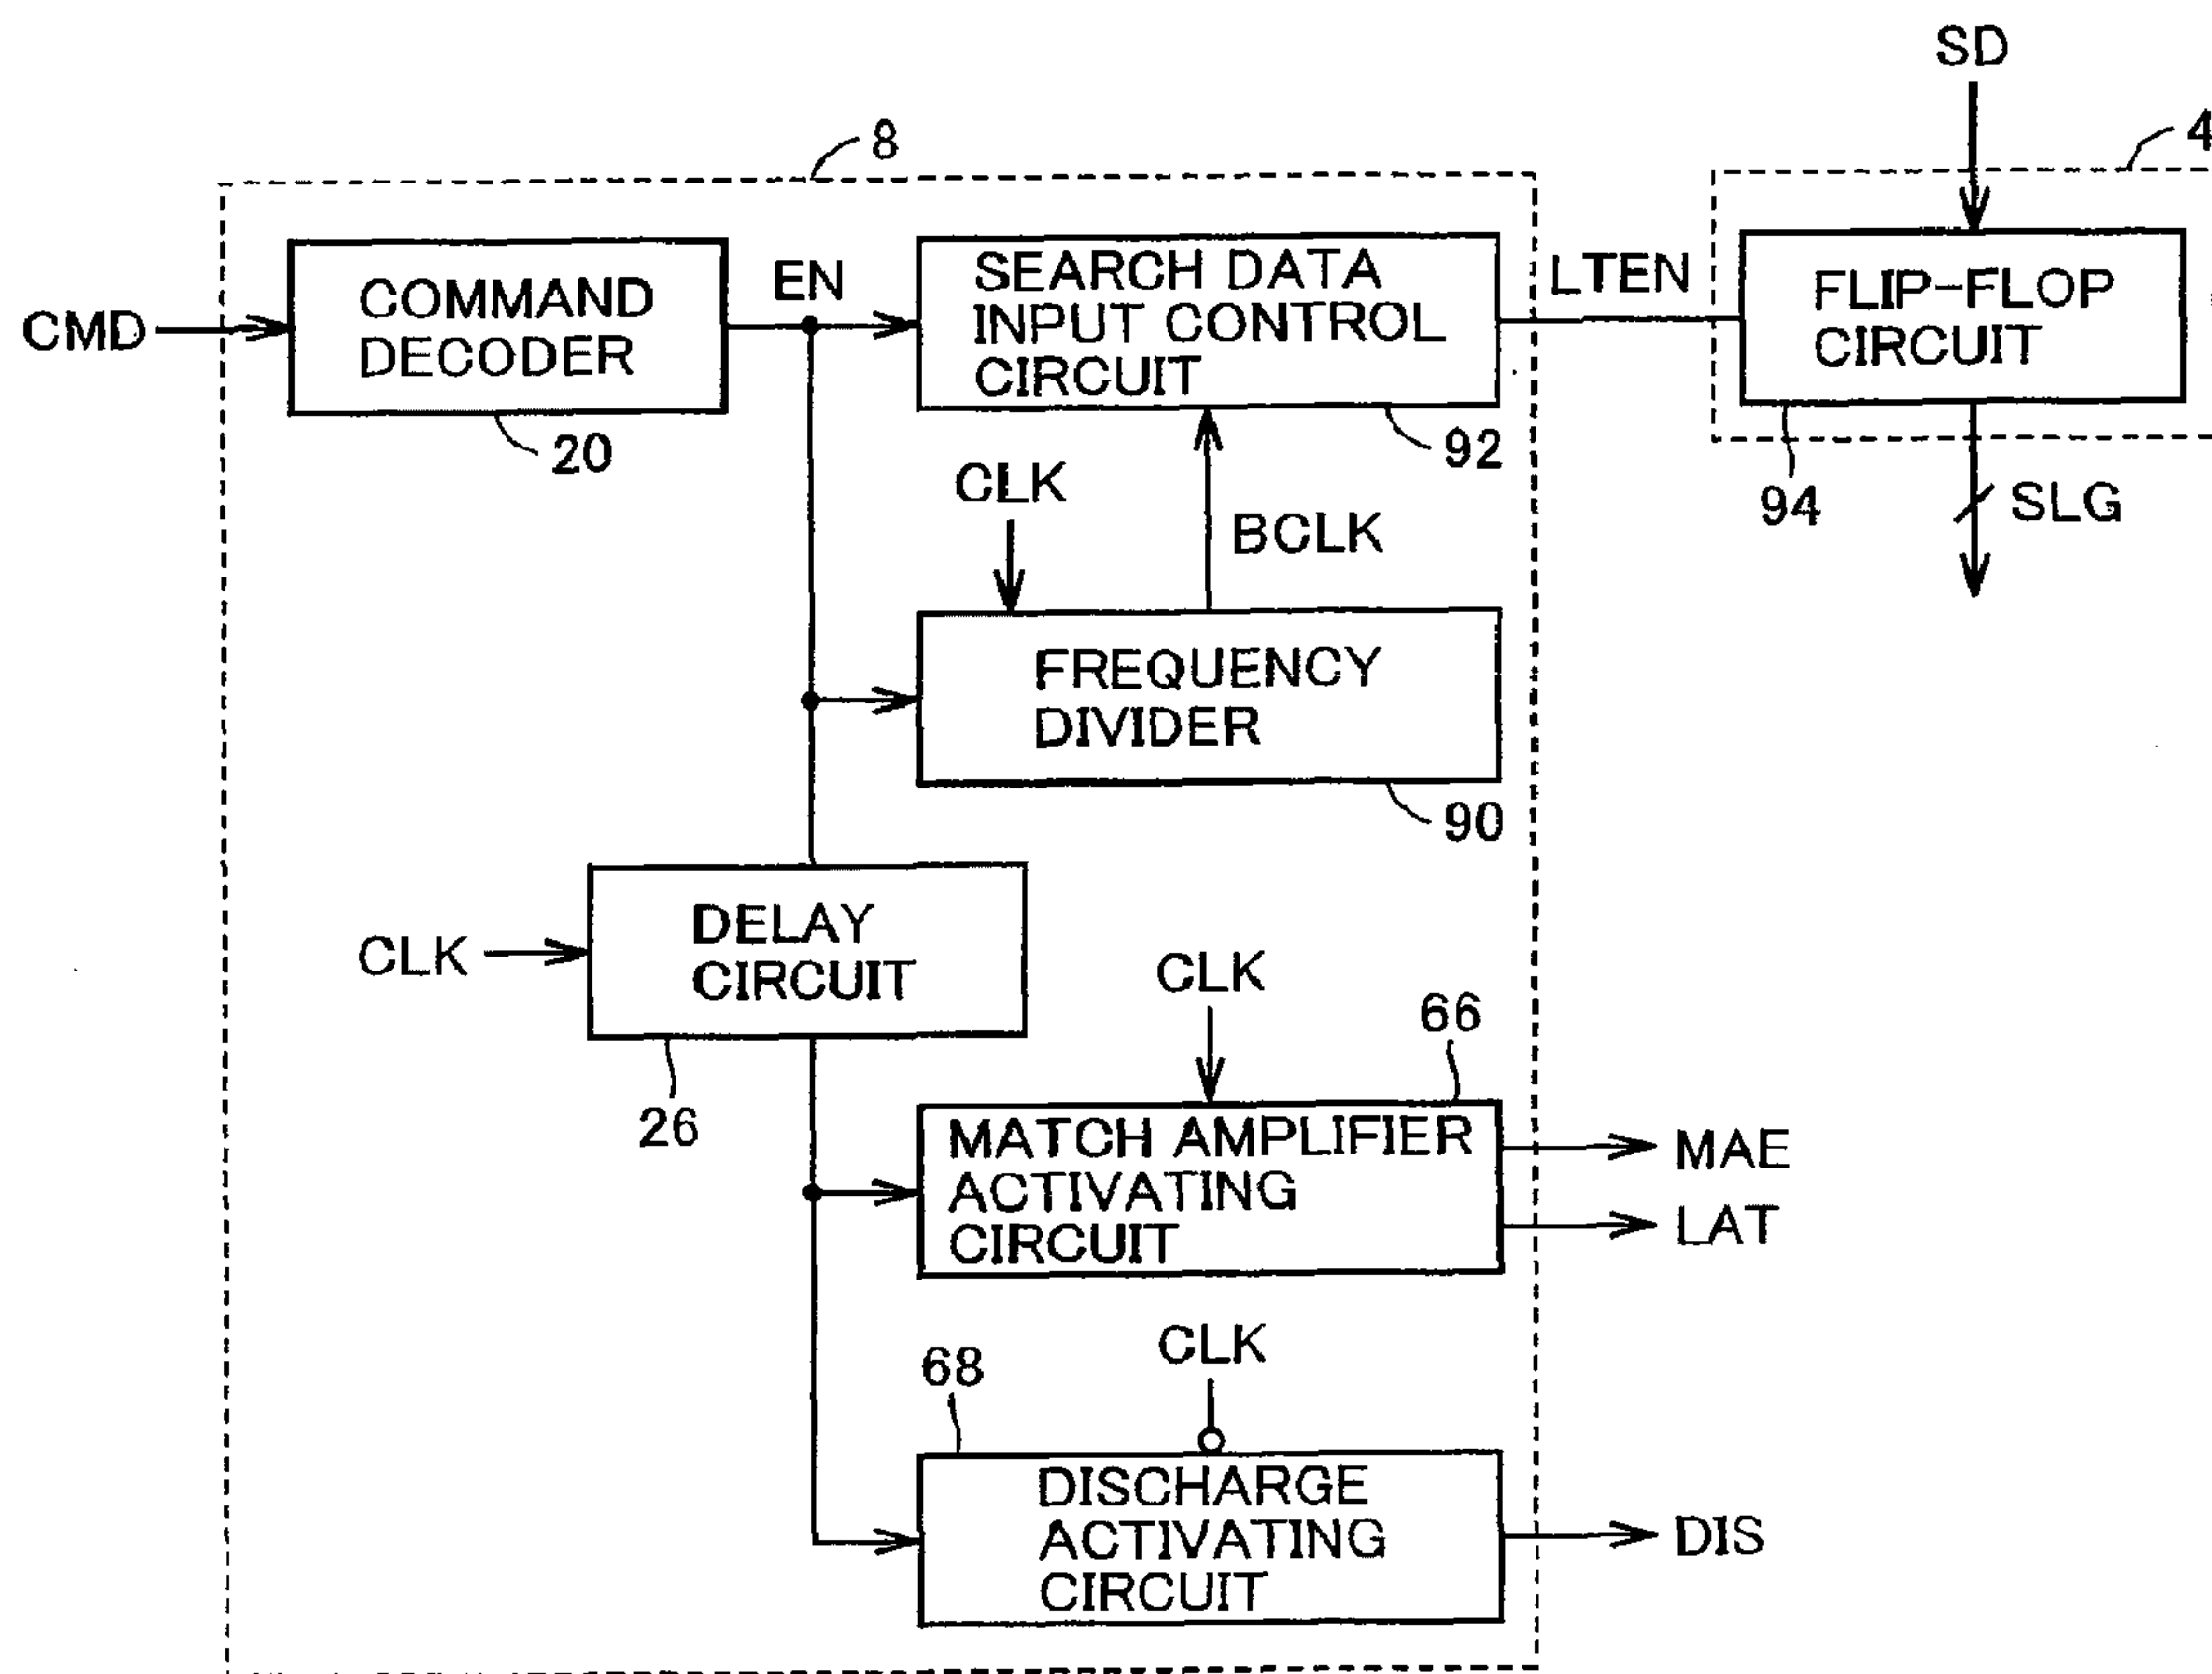 SD
8
4
CMD
COMMAND
DECODER
20
EN
SEARCH DATA
INPUT CONTROL
CIRCUIT
92
LTEN
FLIP-FLOP
CIRCUIT
94
SLG
CLK
BCLK
FREQUENCY
DIVIDER
90
CLK
DELAY
CIRCUIT
26
CLK
66
MATCH AMPLIFIER
ACTIVATING
CIRCUIT
MAE
LAT
CLK
68
DISCHARGE
ACTIVATING
CIRCUIT
DIS